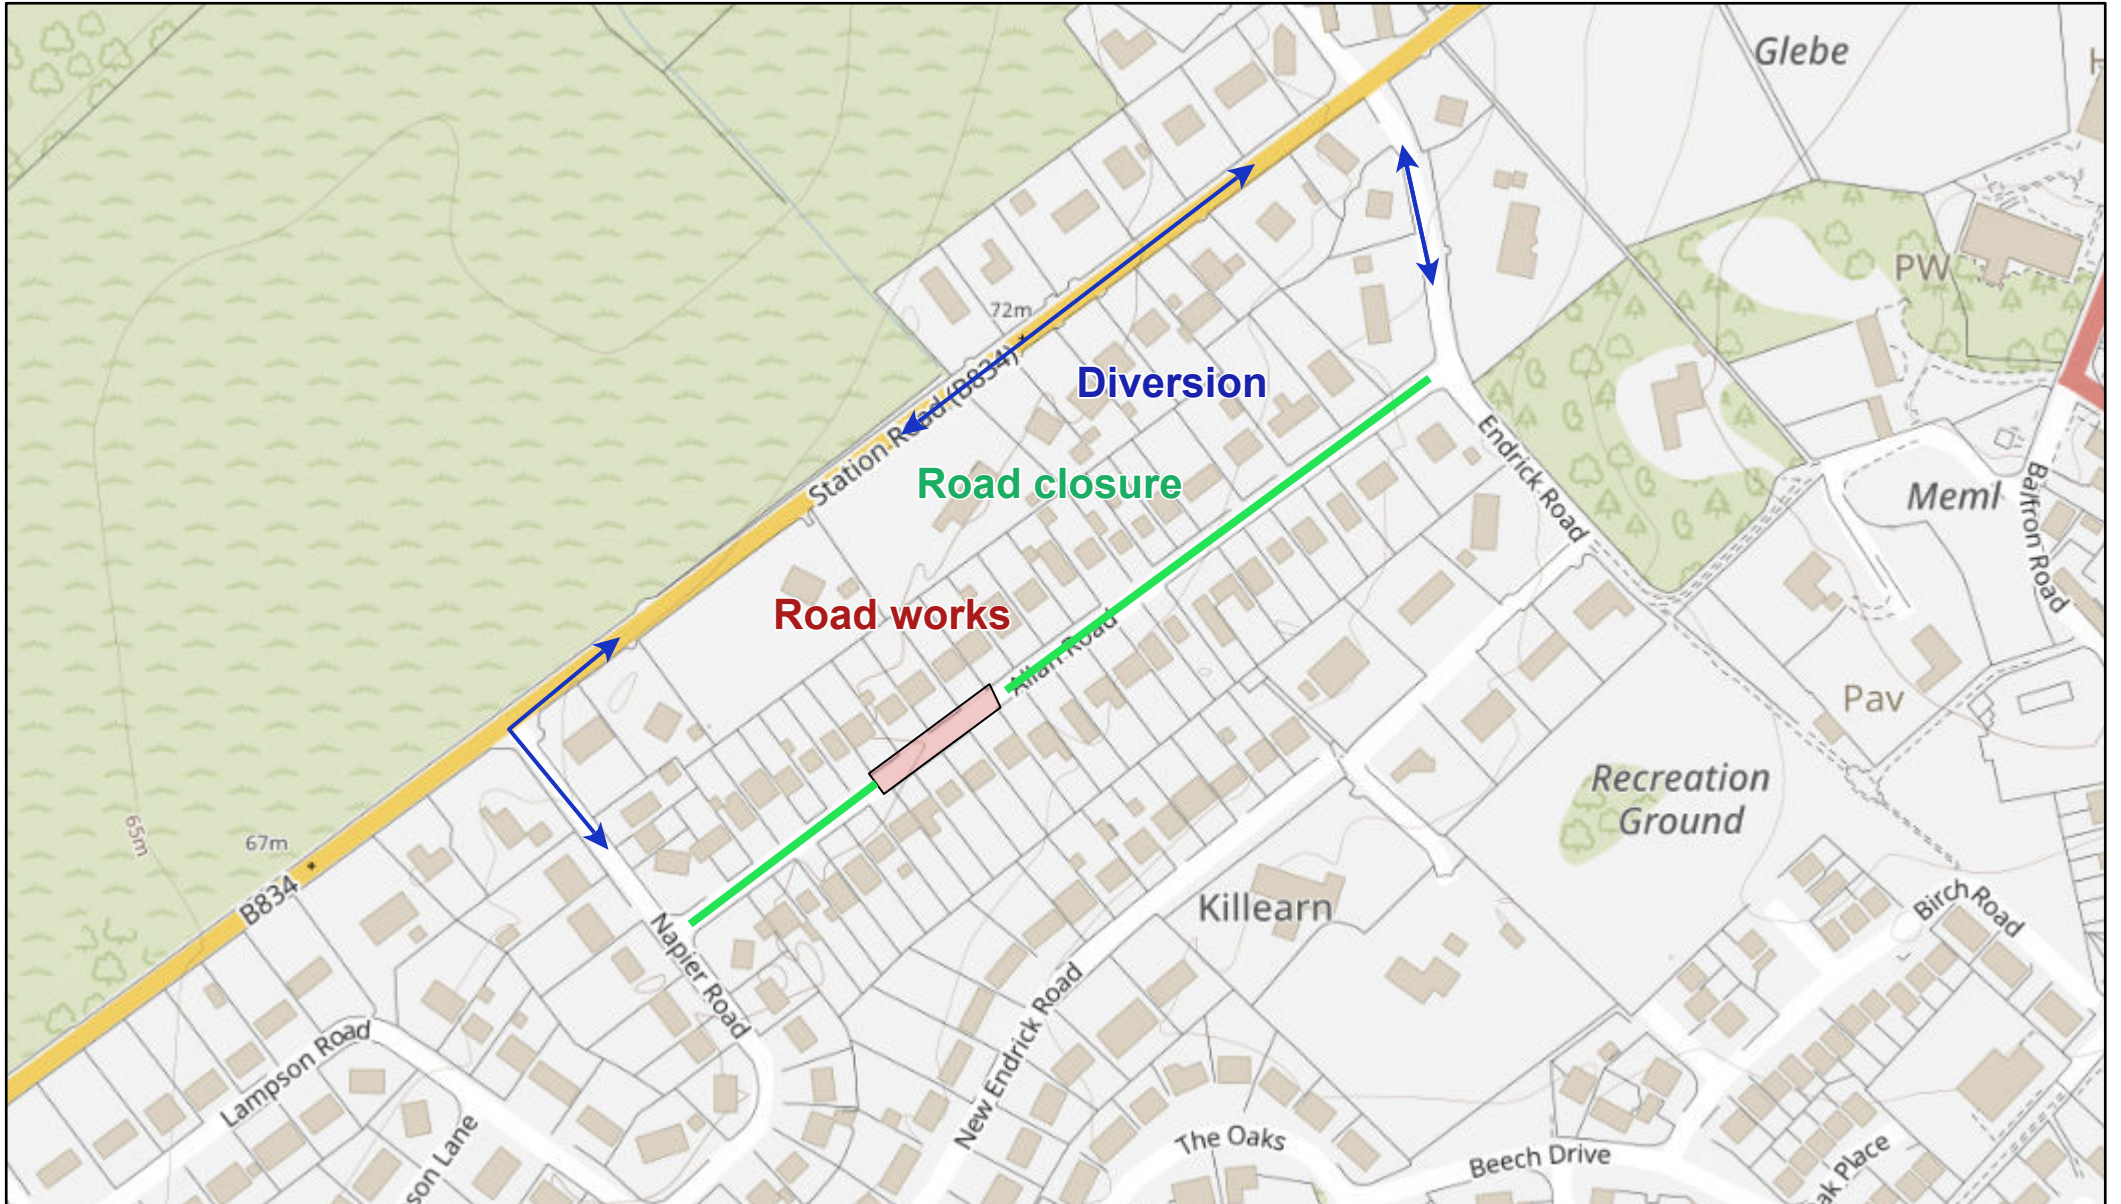 Glebe
H
PW
72m
Diversion
Station Road (B834)
Road closure
Endrick Road
Meml
Balfron Road
Road works
Allan Road
Pav
Recreation
Ground
65m
67m
B834
Killearn
Birch Road
Napier Road
Lampson Road
New Endrick Road
son Lane
The Oaks
Beech Drive
ak Place